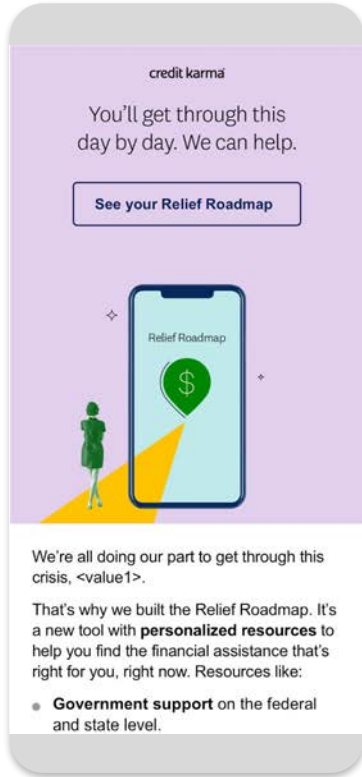 credit karma
You'll get through this
day by day. We can help.
See your Relief Roadmap
Relief Roadmap
$
We're all doing our part to get through this
crisis, <value1>.
That's why we built the Relief Roadmap. It's
a new tool with personalized resources to
help you find the financial assistance that's
right for you, right now. Resources like:
Government support on the federal
and state level.